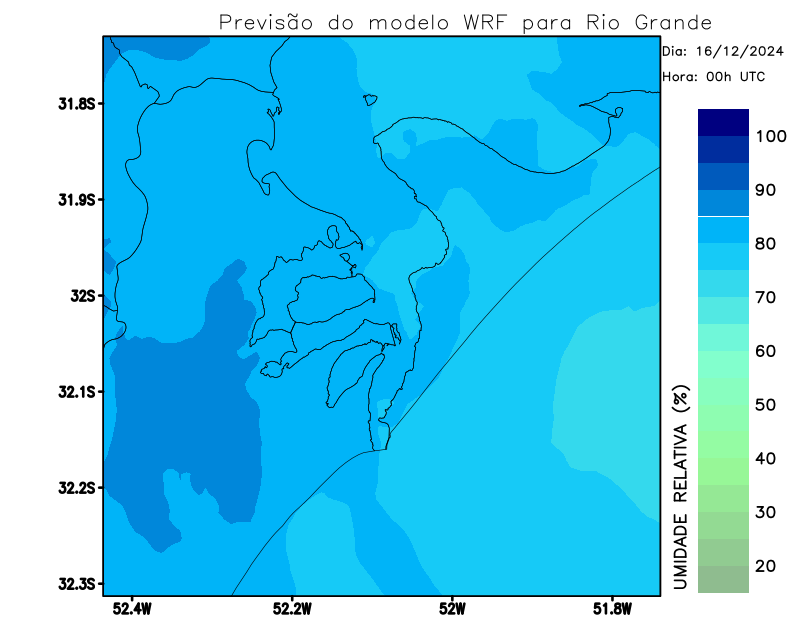 Previsão do modelo WRF para Rio Grande
Dia: 16/12/2024
Hora: 00h UTC
31.8S
31.9S
32S
32.1S
32.2S
32.3S
52.4W
52.2W
52W
51.8W
100
90
80
70
60
50
40
30
20
UMIDADE RELATIVA (%)